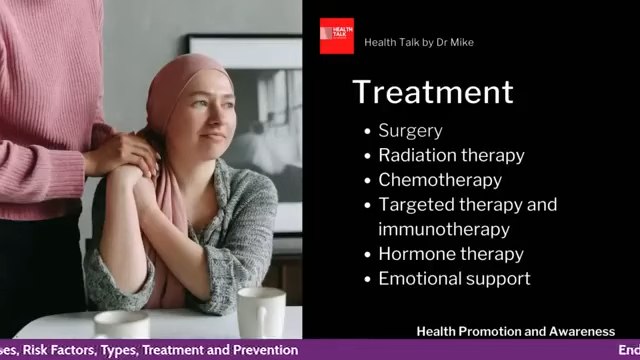 HEALTH
TALK
Health Talk by Dr Mike
Treatment
• Surgery
• Radiation therapy
• Chemotherapy
• Targeted therapy and
immunotherapy
• Hormone therapy
• Emotional support
Health Promotion and Awareness
ses, Risk Factors, Types, Treatment and Prevention
End